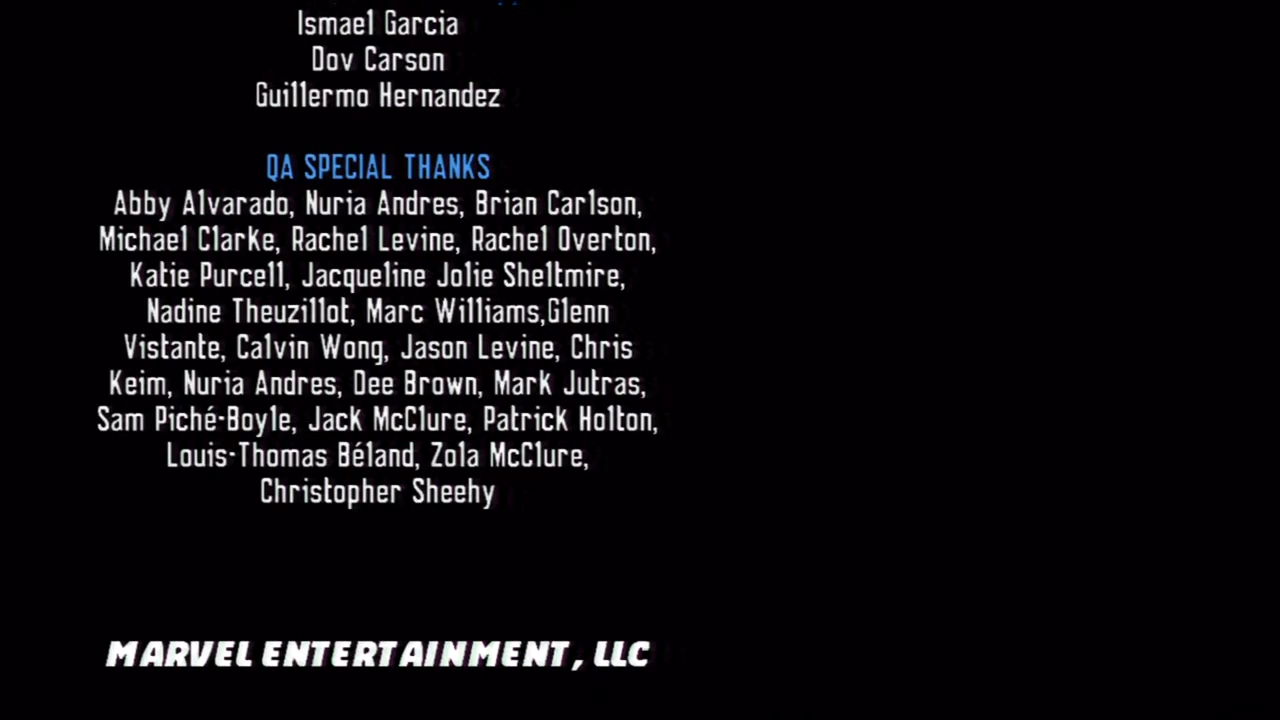 Ismael Garcia
Dov Carson
Guillermo Hernandez
QA SPECIAL THANKS
Abby Alvarado, Nuria Andres, Brian Carlson,
Michael Clarke, Rachel Levine, Rachel Overton,
Katie Purcell, Jacqueline Jolie Sheltmire,
Nadine Theuzillot, Marc Williams,Glenn
Vistante, Calvin Wong, Jason Levine, Chris
Keim, Nuria Andres, Dee Brown, Mark Jutras,
Sam Piché-Boyle, Jack McClure, Patrick Holton,
Louis-Thomas Béland, Zola McClure,
Christopher Sheehy
MARVEL ENTERTAINMENT, LLC